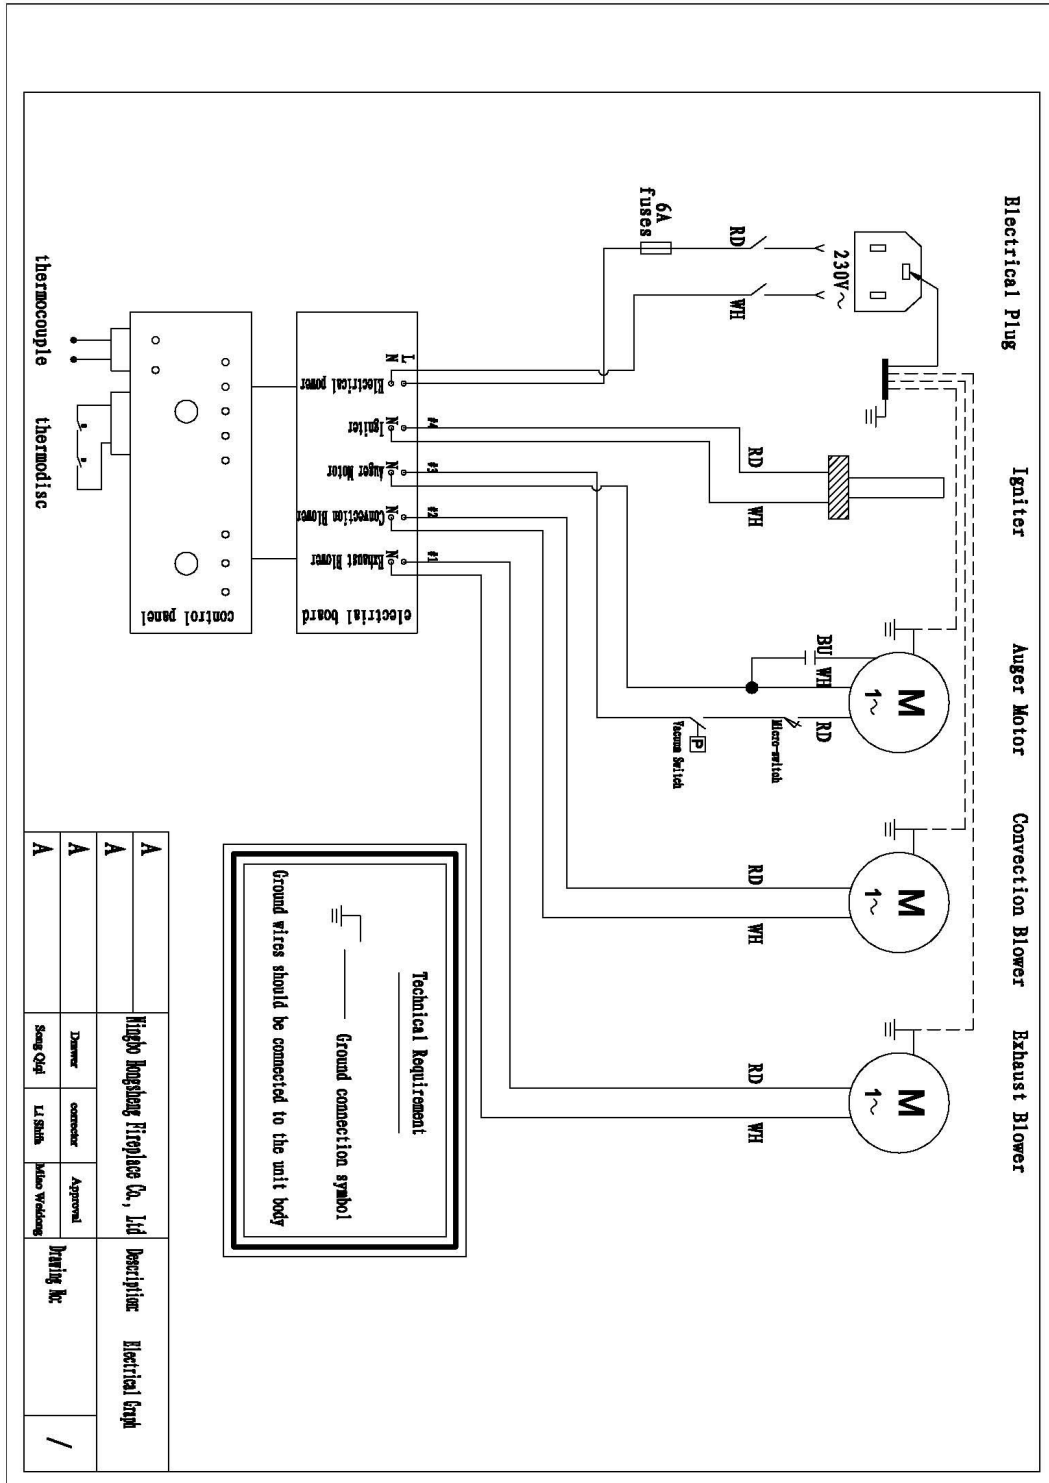 Electrical Plug
Igniter
Auger Motor
Convection Blower
Exhaust Blower
230V~
6A
fuses
RD
WH
RD
WH
BU
WH
RD
Micro-switch
Vacuum Switch
P
RD
WH
RD
WH
M
1~
M
1~
M
1~
L
N
Electrical power
#4
N
Igniter
#3
N
Auger Motor
#2
N
Convection Blower
#1
N
Exhaust Blower
electrial board
control panel
thermocouple
thermodisc
Technical Requirement
Ground connection symbol
Ground wires should be connected to the unit body
A
A
A
A
Ningbo Hongsheng Fireplace Co., Ltd
Description:
Electrical Graph
Drawer
corrector
Approval
Song Qiqi
Miao Weidong
Drawing No:
/